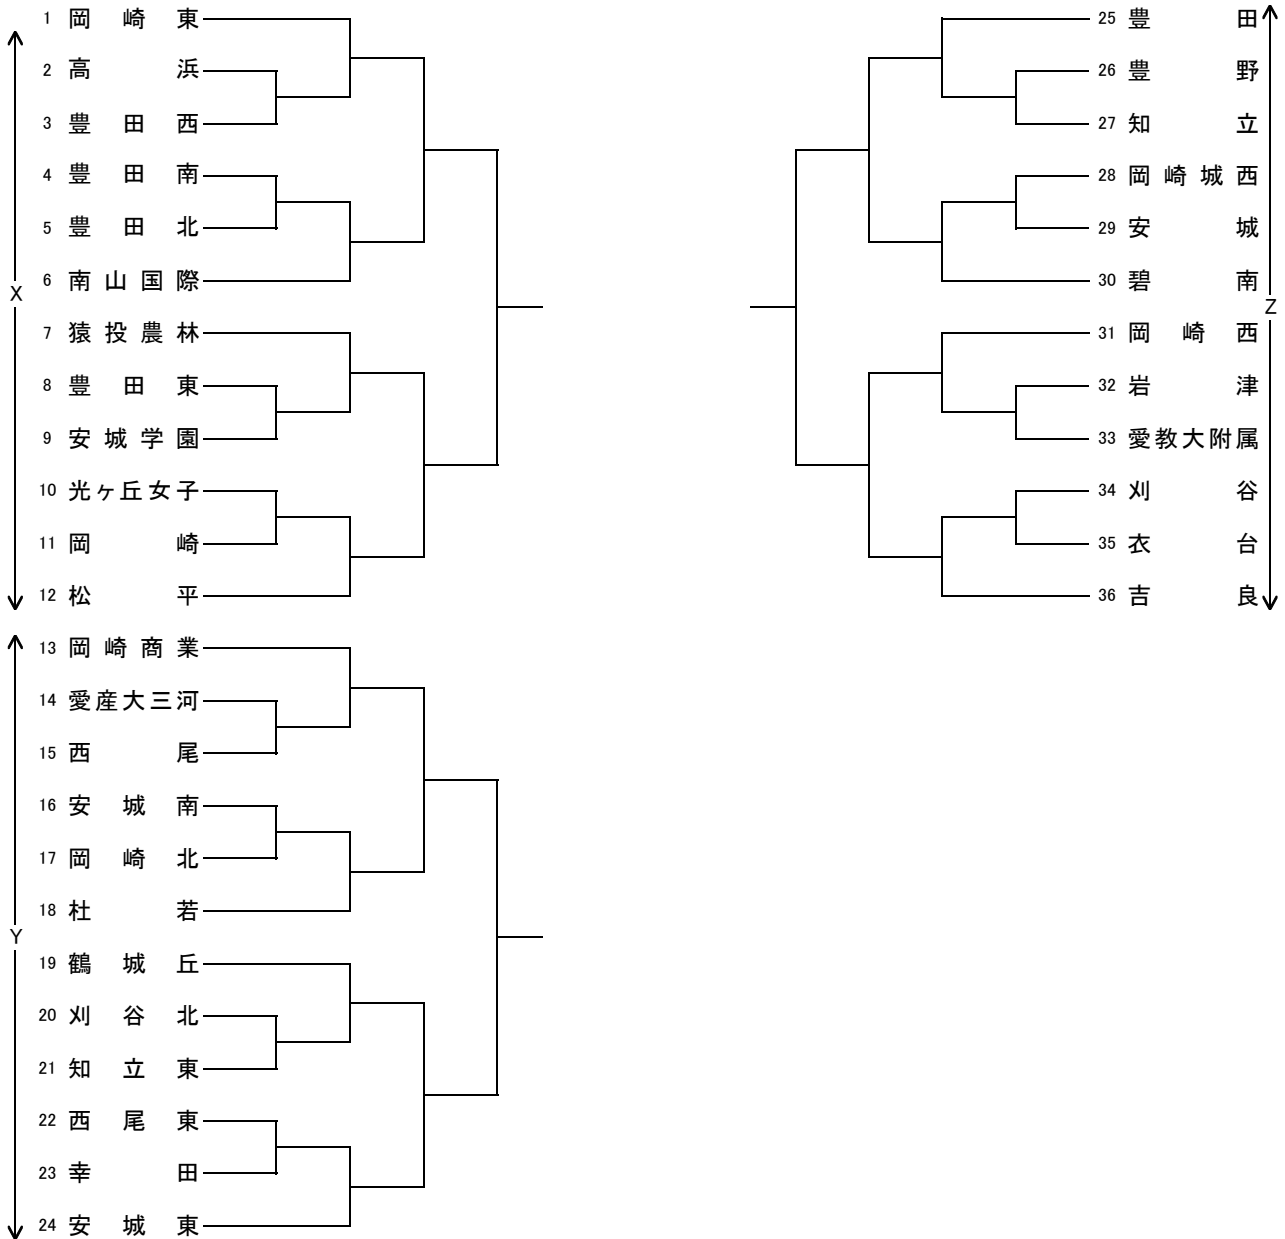 1 岡崎東
2 高浜
3 豊田西
4 豊田南
5 豊田北
6 南山国際
X
7 猿投農林
8 豊田東
9 安城学園
10 光ヶ丘女子
11 岡崎
12 松平
13 岡崎商業
14 愛産大三河
15 西尾
16 安城南
17 岡崎北
18 杜若
Y
19 鶴城丘
20 刈谷北
21 知立東
22 西尾東
23 幸田
24 安城東
25 豊田
26 豊野
27 知立
28 岡崎城西
29 安城
30 碧南
Z
31 岡崎西
32 岩津
33 愛教大附属
34 刈谷
35 衣台
36 吉良